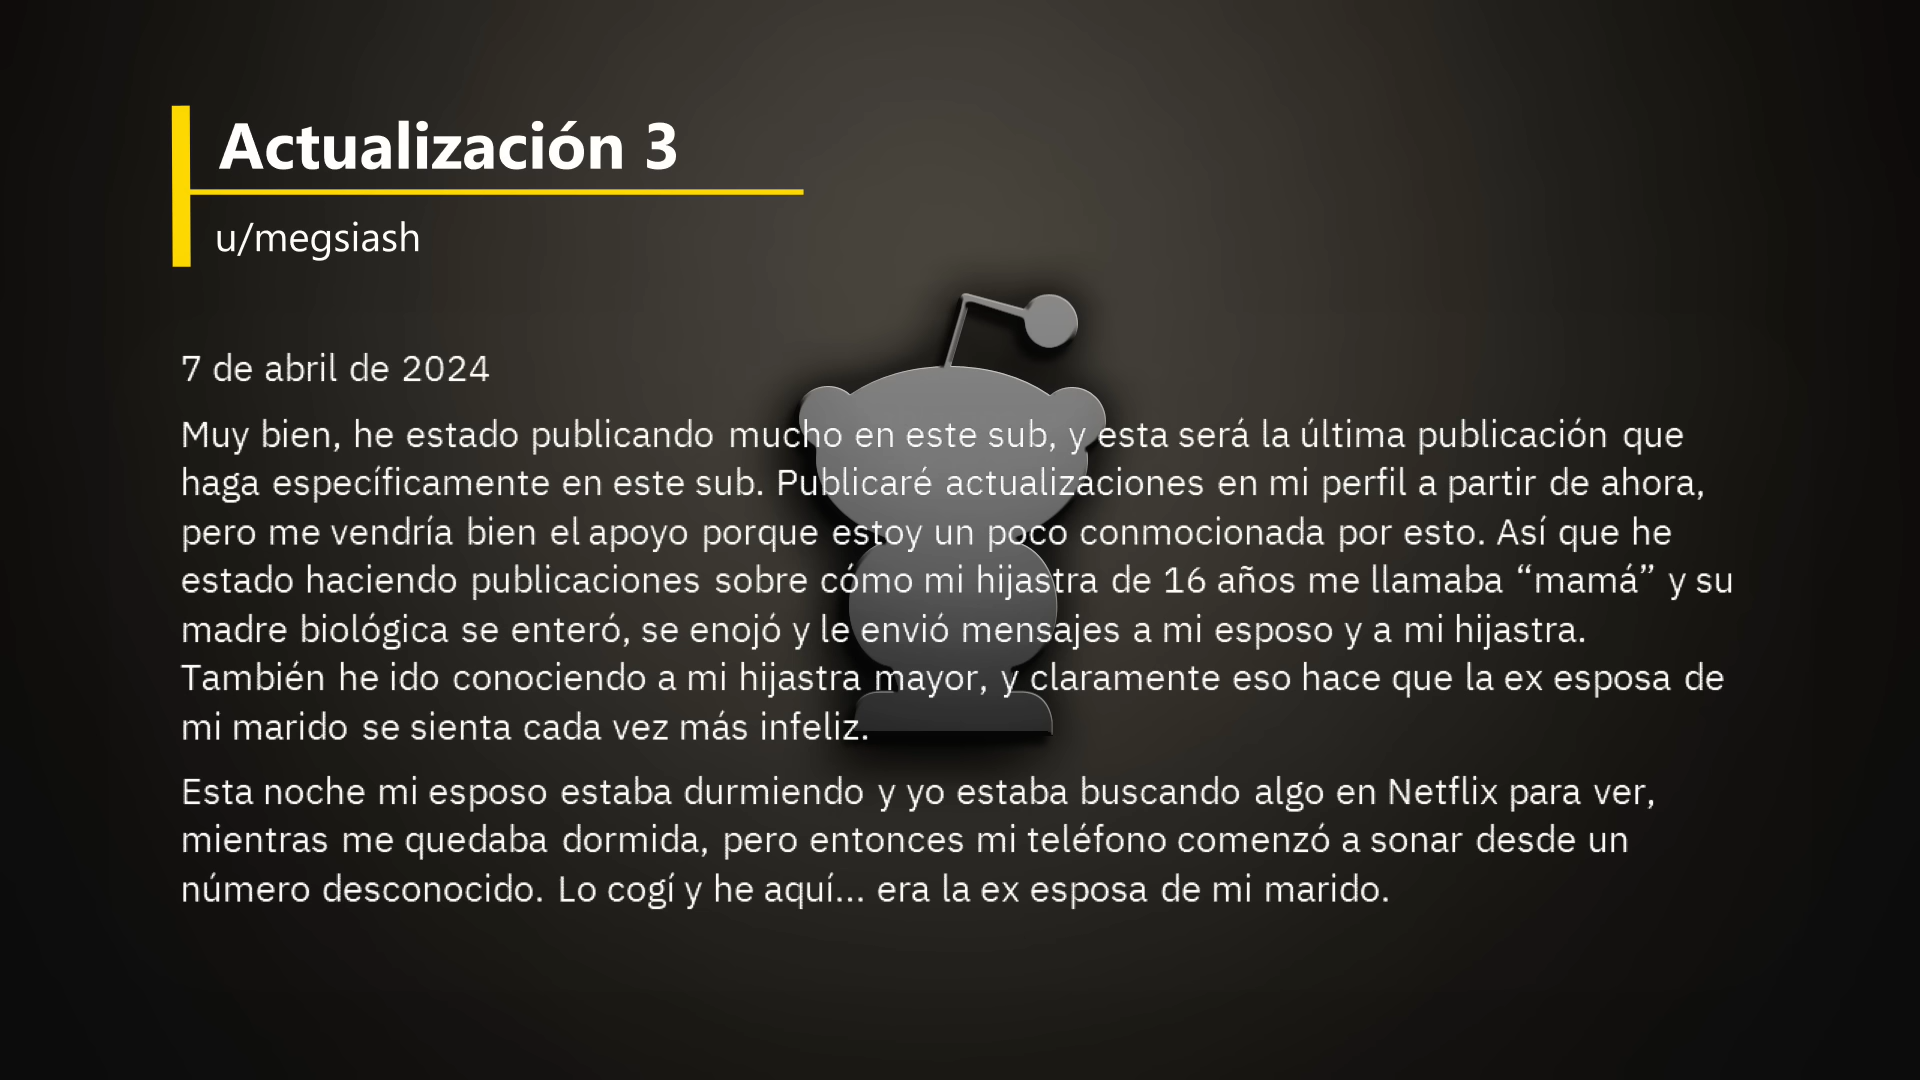 Actualización 3
u/megsiash
7 de abril de 2024
Muy bien, he estado publicando mucho en este sub, y esta será la última publicación que
haga específicamente en este sub. Publicaré actualizaciones en mi perfil a partir de ahora,
pero me vendría bien el apoyo porque estoy un poco conmocionada por esto. Así que he
estado haciendo publicaciones sobre cómo mi hijastra de 16 años me llamaba “mamá” y su
madre biológica se enteró, se enojó y le envió mensajes a mi esposo y a mi hijastra.
También he ido conociendo a mi hijastra mayor, y claramente eso hace que la ex esposa de
mi marido se sienta cada vez más infeliz.
Esta noche mi esposo estaba durmiendo y yo estaba buscando algo en Netflix para ver,
mientras me quedaba dormida, pero entonces mi teléfono comenzó a sonar desde un
número desconocido. Lo cogí y he aquí... era la ex esposa de mi marido.